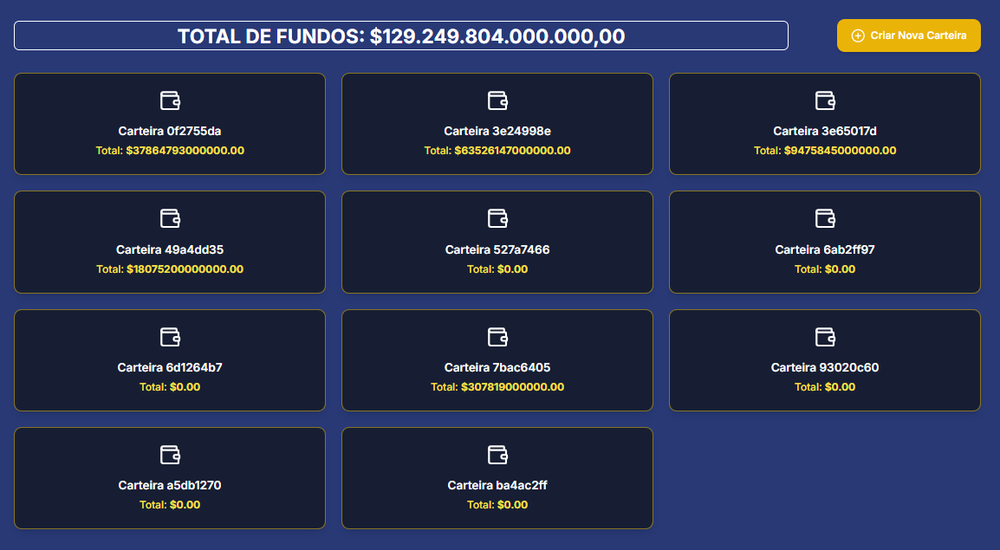 TOTAL DE FUNDOS: $129.249.804.000.000,00
Criar Nova Carteira
Carteira 0f2755da
Total: $37864793000000.00
Carteira 3e24998e
Total: $63526147000000.00
Carteira 3e65017d
Total: $9475845000000.00
Carteira 49a4dd35
Total: $18075200000000.00
Carteira 527a7466
Total: $0.00
Carteira 6ab2ff97
Total: $0.00
Carteira 6d1264b7
Total: $0.00
Carteira 7bac6405
Total: $307819000000.00
Carteira 93020c60
Total: $0.00
Carteira a5db1270
Total: $0.00
Carteira ba4ac2ff
Total: $0.00